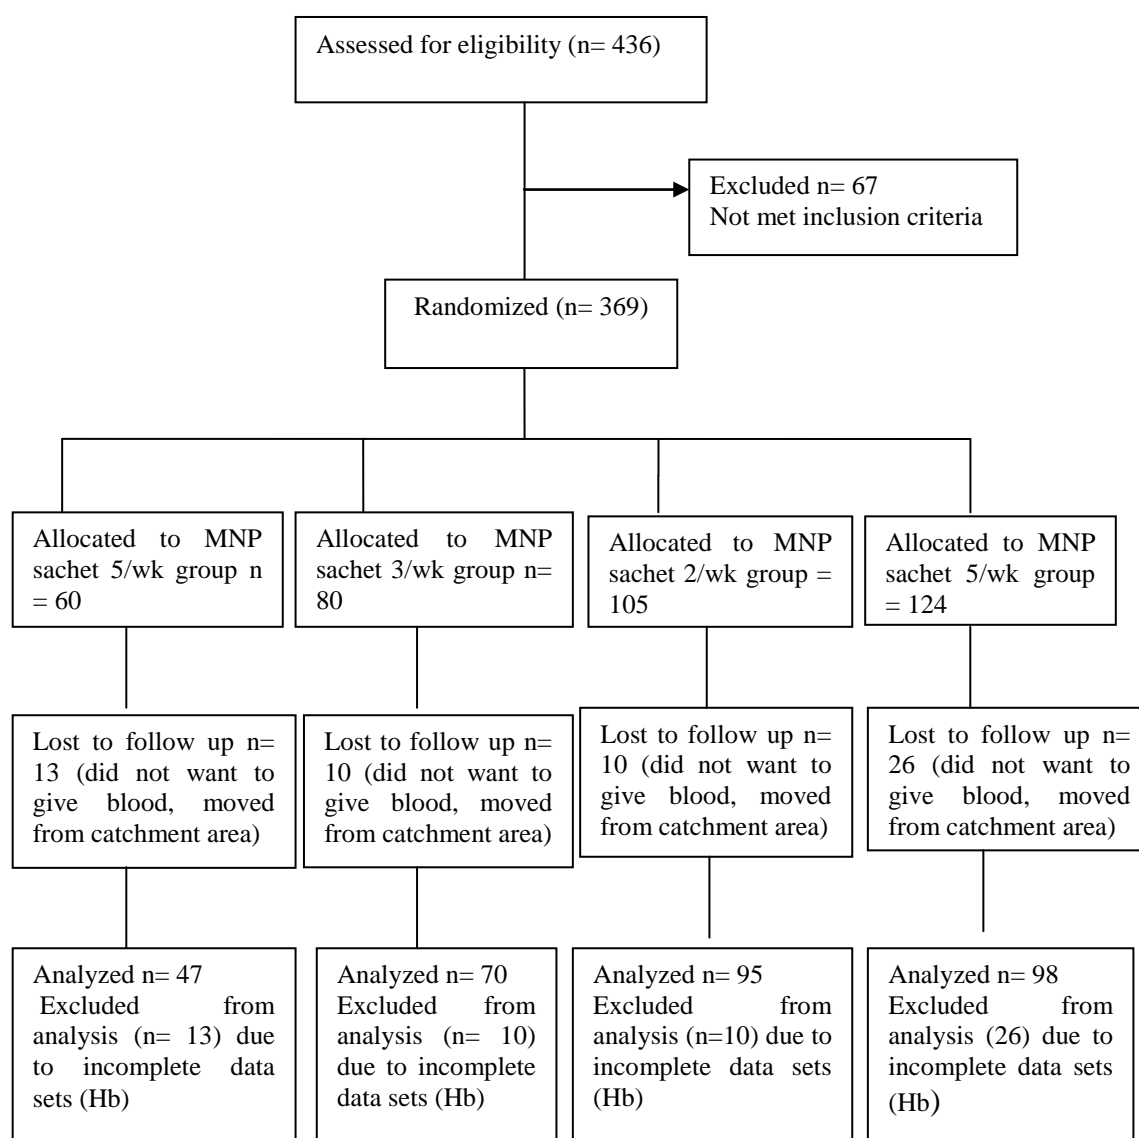 Assessed for eligibility (n= 436)
Excluded n= 67
Not met inclusion criteria
Randomized (n= 369)
Allocated to MNP
sachet 5/wk group n
= 60
Allocated to MNP
sachet 3/wk group n=
80
Allocated to MNP
sachet 2/wk group =
105
Allocated to MNP
sachet 5/wk group
= 124
Lost to follow up n=
13 (did not want to
give blood, moved
from catchment area)
Lost to follow up n=
10 (did not want to
give blood, moved
from catchment area)
Lost to follow up n=
10 (did not want to
give blood, moved
from catchment area)
Lost to follow up n=
26 (did not want to
give blood, moved
from catchment area)
Analyzed n= 47
Excluded from
analysis (n= 13) due
to incomplete data
sets (Hb)
Analyzed n= 70
Excluded from
analysis (n= 10)
due to incomplete
data sets (Hb)
Analyzed n= 95
Excluded from
analysis (n=10) due to
incomplete data sets
(Hb)
Analyzed n= 98
Excluded from
analysis (26) due to
incomplete data sets
(Hb)